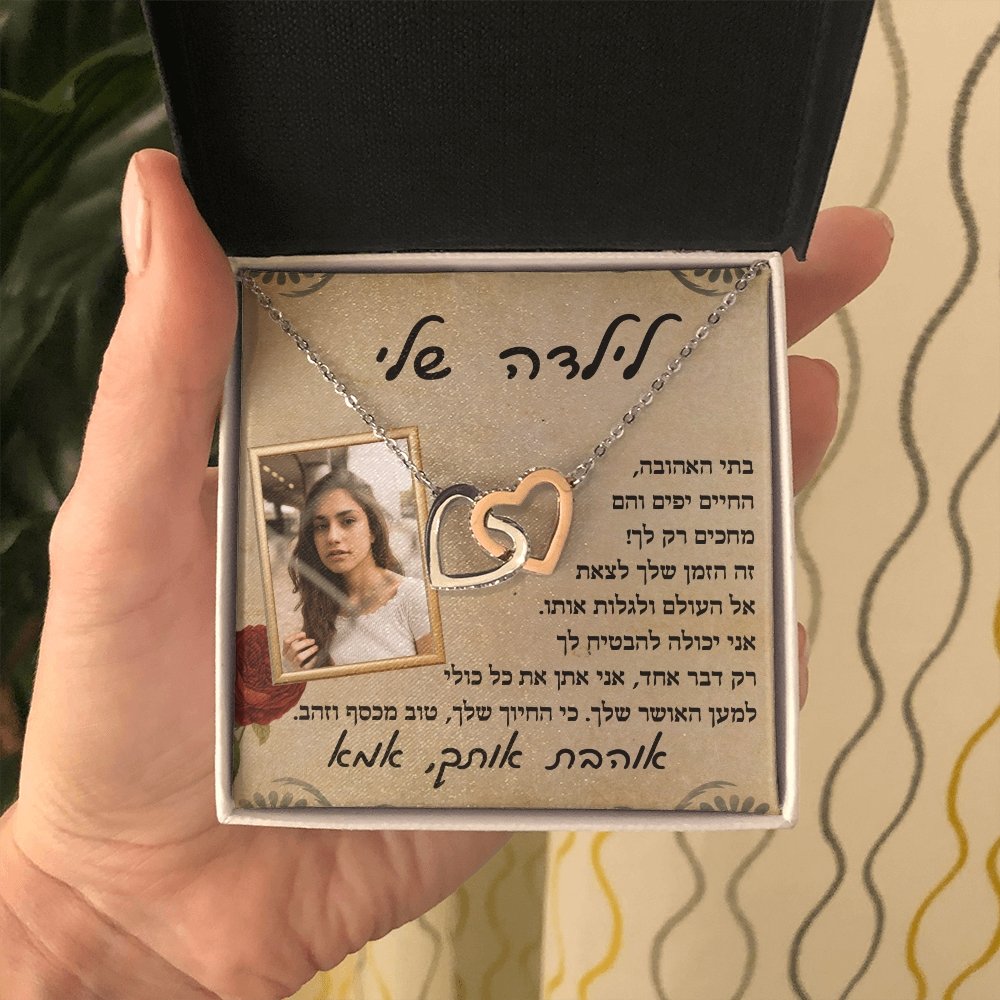 לילדה שלי
בתי האהובה,
החיים יפים והם
מחכים רק לך!
זה הזמן שלך לצאת
אל העולם ולגלות אותו.
אני יכולה להבטיח לך
רק דבר אחד, אני אתן את כל כולי
למען האושר שלך. כי החיוך שלך, טוב מכסף וזהב.
אוהבת אותך, אמא